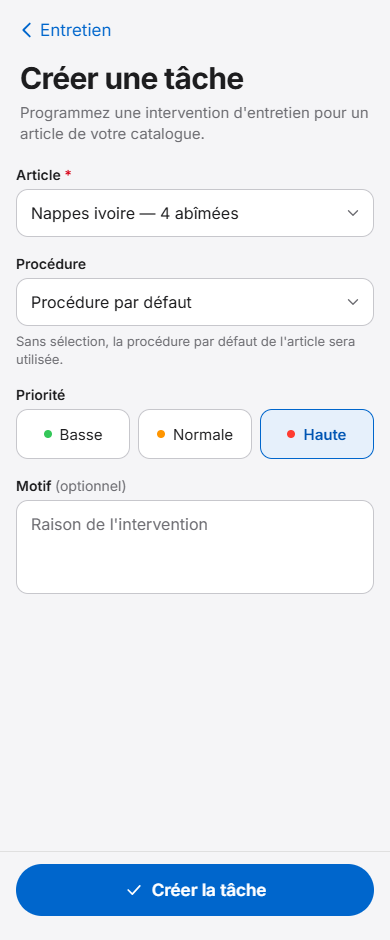 Entretien
Créer une tâche
Programmez une intervention d'entretien pour un
article de votre catalogue.
Article *
Nappes ivoire — 4 abîmées
Procédure
Procédure par défaut
Sans sélection, la procédure par défaut de l'article sera
utilisée.
Priorité
Basse
Normale
Haute
Motif (optionnel)
Raison de l'intervention
Créer la tâche